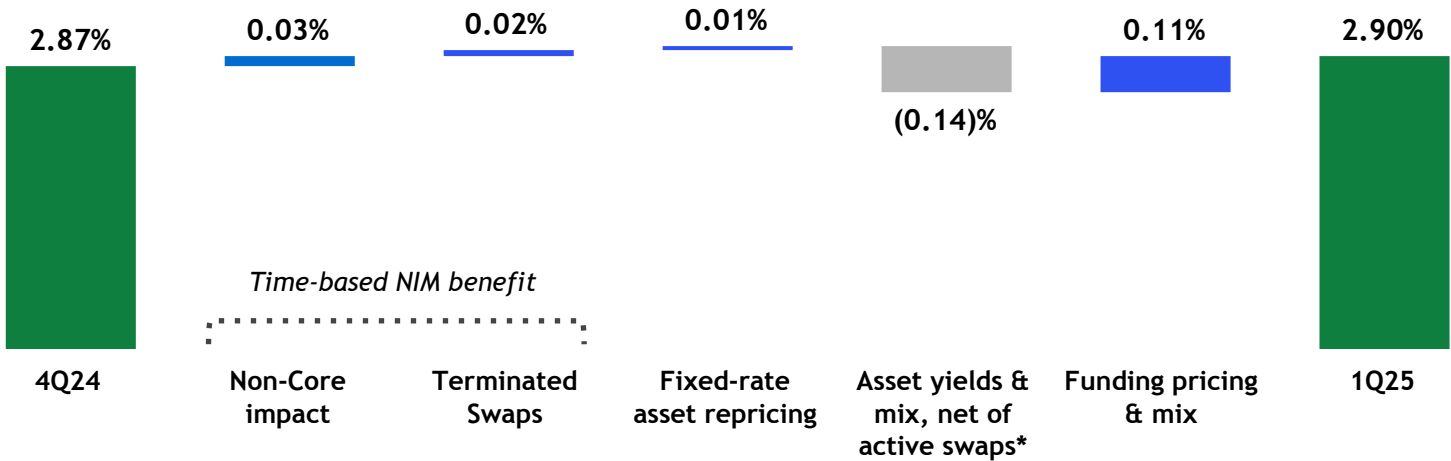 2.87%
0.03%
0.02%
0.01%
(0.14)%
0.11%
2.90%
Time-based NIM benefit
4Q24
Non-Core
impact
Terminated
Swaps
Fixed-rate
asset repricing
Asset yields &
mix, net of
active swaps*
Funding pricing
& mix
1Q25